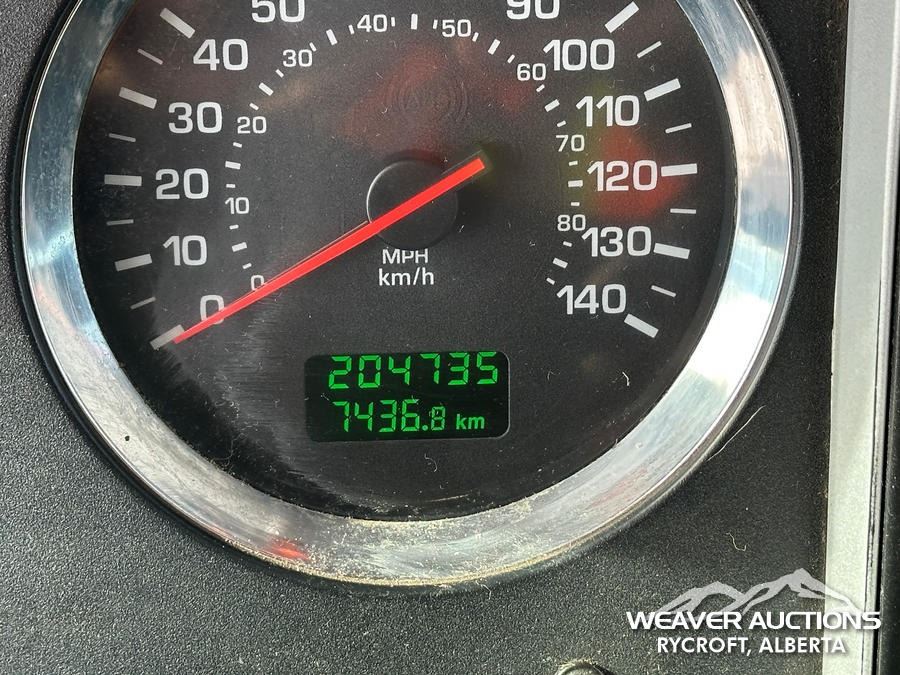 50 90
40 40 50 100
30 60
30 ABS 110
20 70
20 120
10 80
10 MPH 130
0 km/h
0 140
204735
7436.8 km
WEAVER AUCTIONS
RYCROFT, ALBERTA